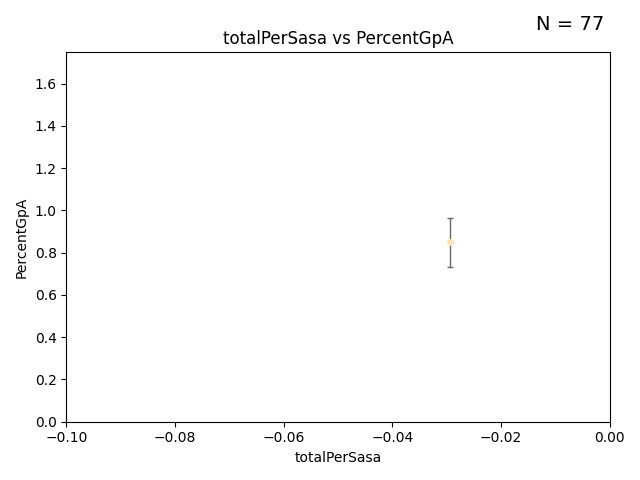 N = 77
totalPerSasa vs PercentGpA
1.6
1.4
1.2
1.0
0.8
0.6
0.4
0.2
0.0
PercentGpA
−0.10 −0.08 −0.06 −0.04 −0.02 0.00
totalPerSasa